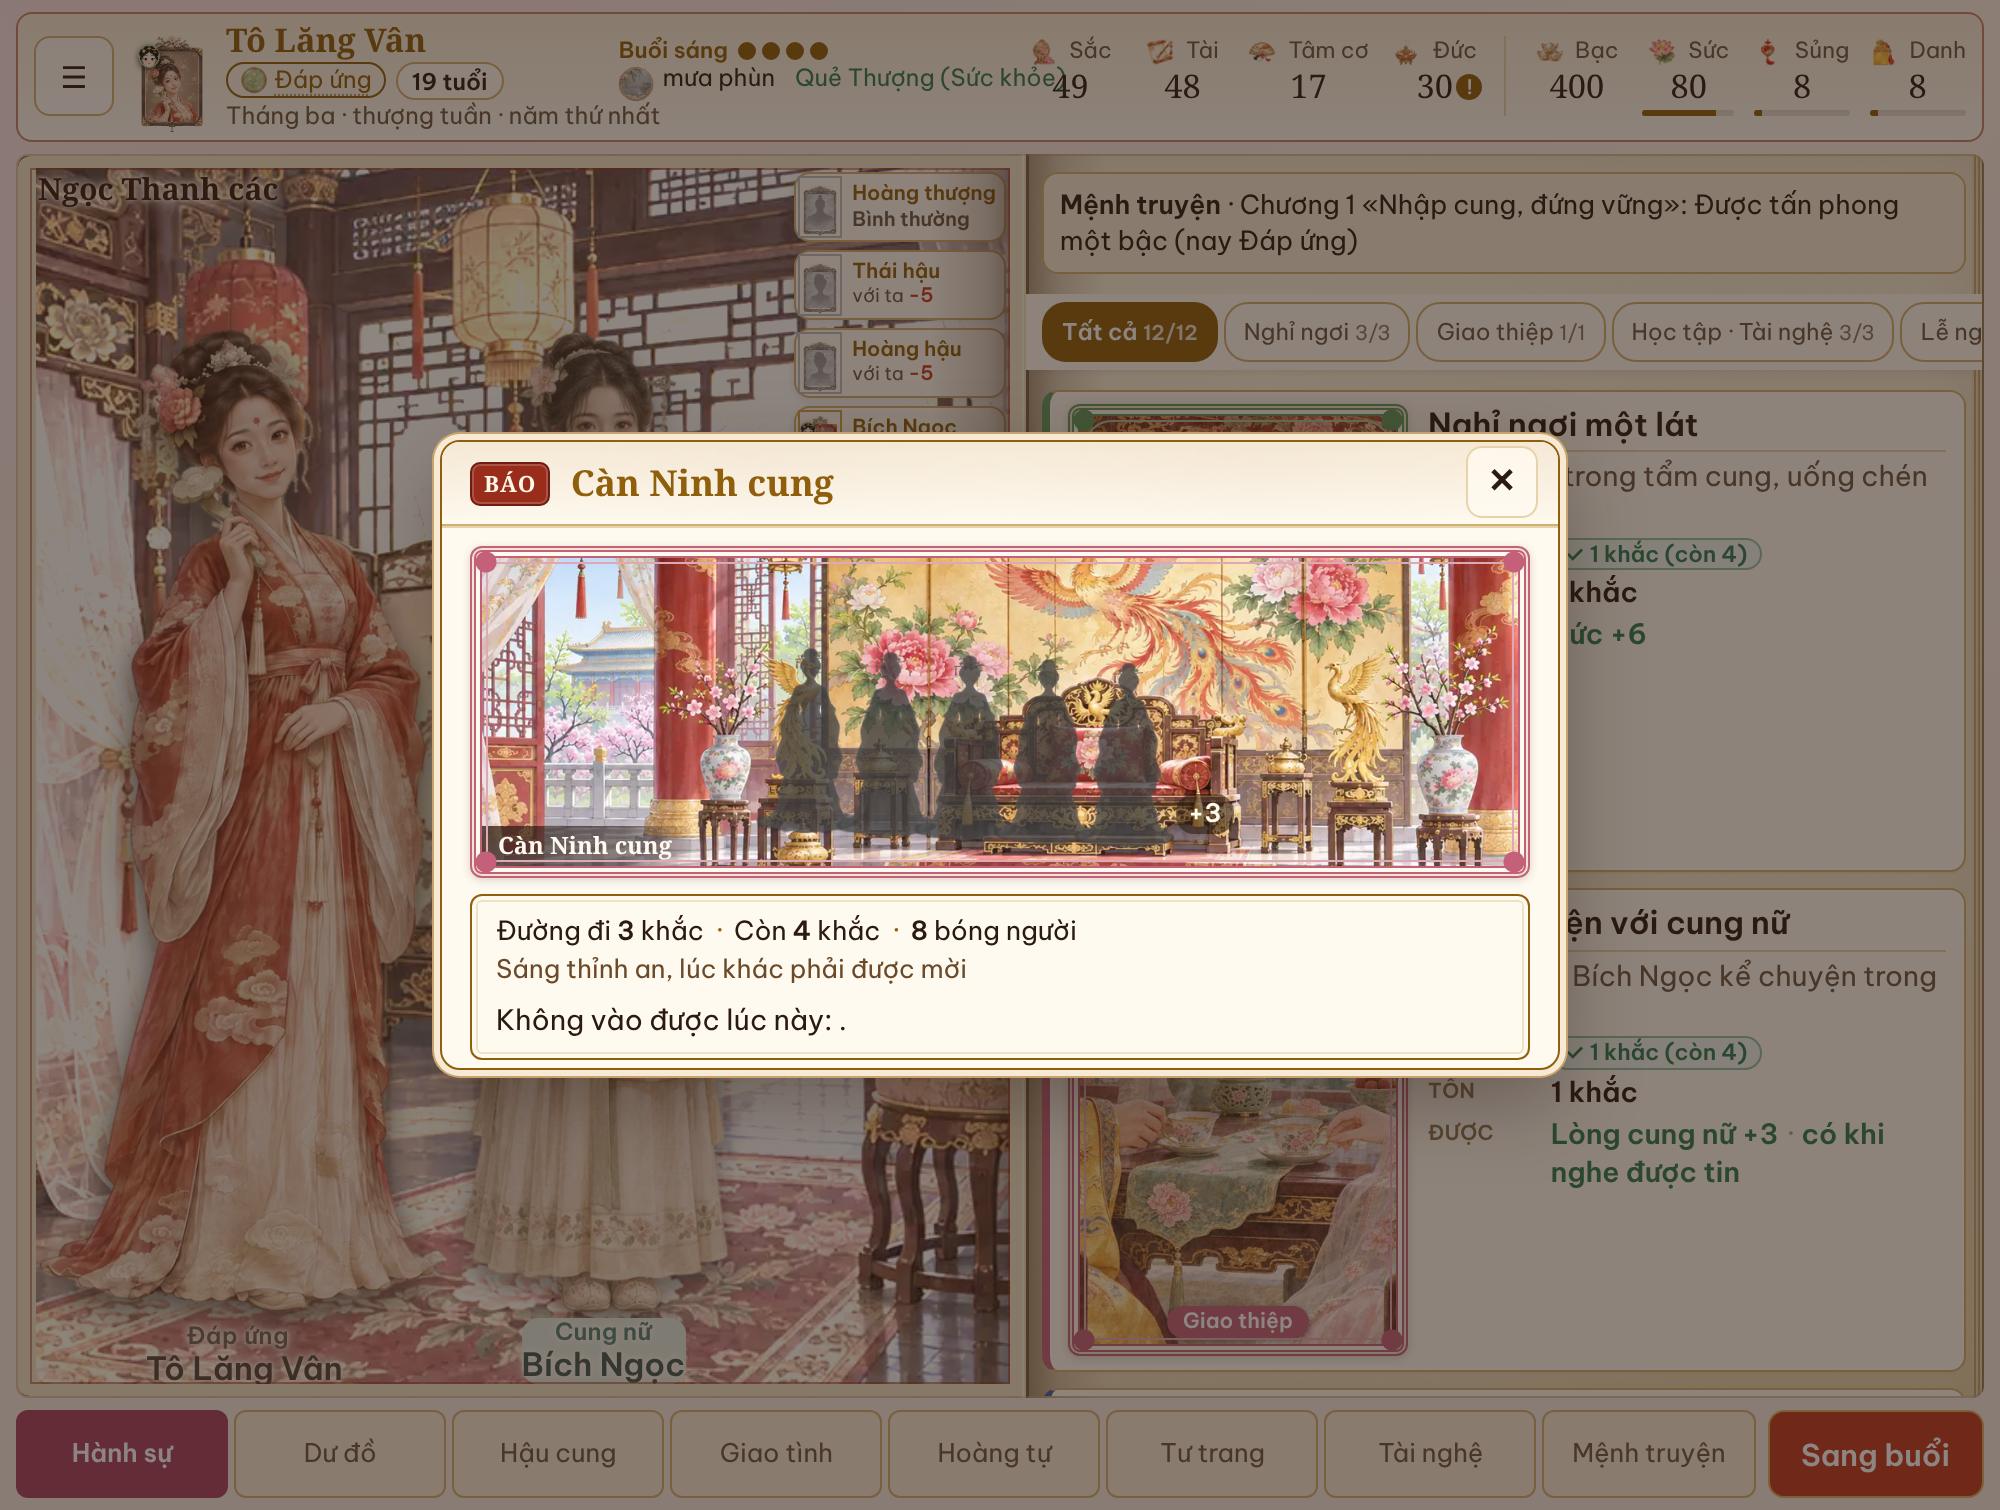 Tô Lăng Vân
Đáp ứng 19 tuổi
Tháng ba · thượng tuần · năm thứ nhất
Buổi sáng
mưa phùn Quẻ Thượng (Sức khỏe)
Sắc Tài Tâm cơ Đức Bạc Sức Sủng Danh
49 48 17 30 ! 400 80 8 8
Ngọc Thanh các
Hoàng thượng
Bình thường
Thái hậu
với ta -5
Hoàng hậu
với ta -5
Bích Ngọc
Mệnh truyện · Chương 1 «Nhập cung, đứng vững»: Được tấn phong
một bậc (nay Đáp ứng)
Tất cả 12/12 Nghỉ ngơi 3/3 Giao thiệp 1/1 Học tập · Tài nghệ 3/3 Lễ ng
Nghỉ ngơi một lát
trong tẩm cung, uống chén
✓ 1 khắc (còn 4)
khắc
ức +6
BÁO Càn Ninh cung ✕
+3
Càn Ninh cung
Đường đi 3 khắc · Còn 4 khắc · 8 bóng người
Sáng thỉnh an, lúc khác phải được mời
Không vào được lúc này: .
ện với cung nữ
Bích Ngọc kể chuyện trong
✓ 1 khắc (còn 4)
TỐN 1 khắc
ĐƯỢC Lòng cung nữ +3 · có khi
nghe được tin
Giao thiệp
Đáp ứng
Tô Lăng Vân
Cung nữ
Bích Ngọc
Hành sự Dư đồ Hậu cung Giao tình Hoàng tự Tư trang Tài nghệ Mệnh truyện Sang buổi